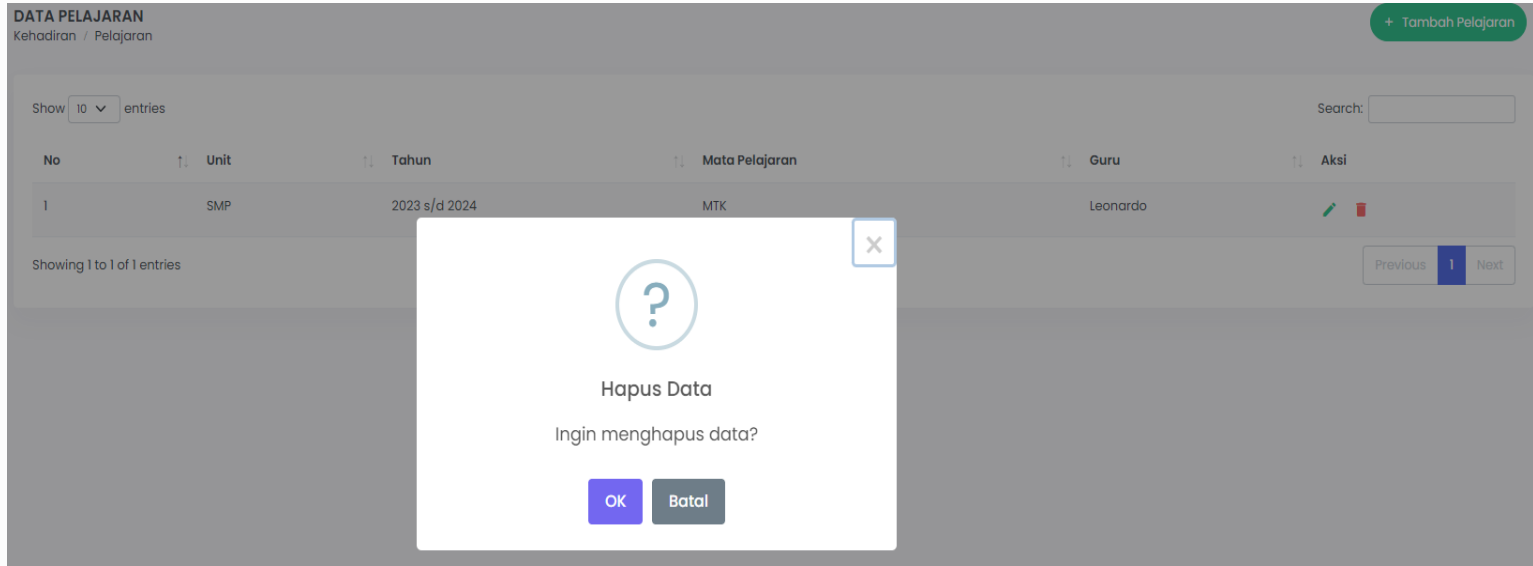 DATA PELAJARAN
Kehadiran / Pelajaran
+ Tambah Pelajaran
Show 10 entries
Search:
No Unit Tahun Mata Pelajaran Guru Aksi
1 SMP 2023 s/d 2024 MTK Leonardo
Showing 1 to 1 of 1 entries
Previous 1 Next
×
?
Hapus Data
Ingin menghapus data?
OK Batal